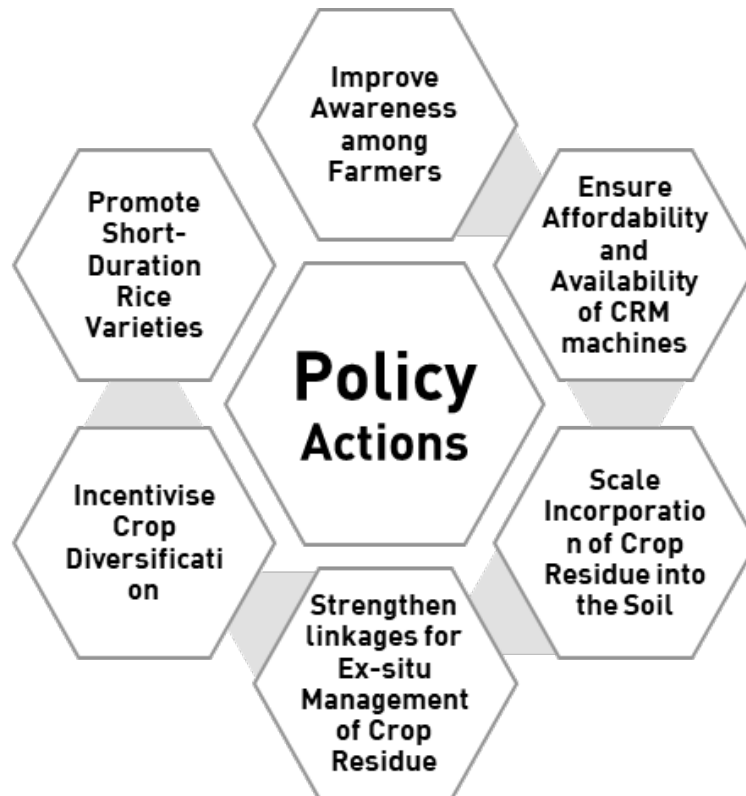 Improve
Awareness
among
Farmers
Ensure
Affordability
and
Availability
of CRM
machines
Scale
Incorporatio
n of Crop
Residue into
the Soil
Strengthen
linkages for
Ex-situ
Management
of Crop
Residue
Incentivise
Crop
Diversificati
on
Promote
Short-
Duration
Rice
Varieties
Policy
Actions